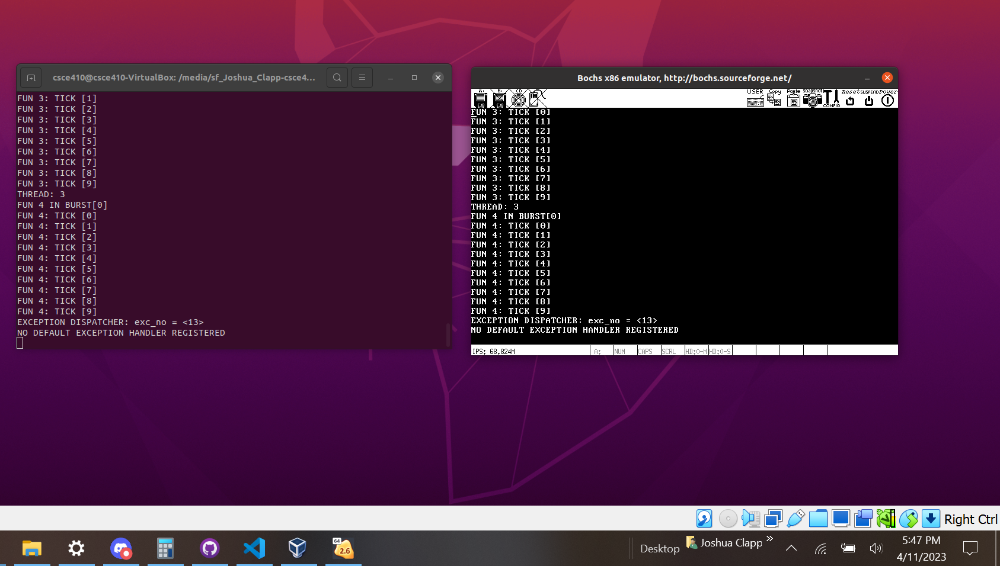 csce410@csce410-VirtualBox: /media/sf_Joshua_Clapp-csce4...
FUN 3: TICK [1]
FUN 3: TICK [2]
FUN 3: TICK [3]
FUN 3: TICK [4]
FUN 3: TICK [5]
FUN 3: TICK [6]
FUN 3: TICK [7]
FUN 3: TICK [8]
FUN 3: TICK [9]
THREAD: 3
FUN 4 IN BURST[0]
FUN 4: TICK [0]
FUN 4: TICK [1]
FUN 4: TICK [2]
FUN 4: TICK [3]
FUN 4: TICK [4]
FUN 4: TICK [5]
FUN 4: TICK [6]
FUN 4: TICK [7]
FUN 4: TICK [8]
FUN 4: TICK [9]
EXCEPTION DISPATCHER: exc_no = <13>
NO DEFAULT EXCEPTION HANDLER REGISTERED
Bochs x86 emulator, http://bochs.sourceforge.net/
A: B: CD USER Copy Paste snapshot CONFIG Reset SUSPEND Power
FUN 3: TICK [0]
FUN 3: TICK [1]
FUN 3: TICK [2]
FUN 3: TICK [3]
FUN 3: TICK [4]
FUN 3: TICK [5]
FUN 3: TICK [6]
FUN 3: TICK [7]
FUN 3: TICK [8]
FUN 3: TICK [9]
THREAD: 3
FUN 4 IN BURST[0]
FUN 4: TICK [0]
FUN 4: TICK [1]
FUN 4: TICK [2]
FUN 4: TICK [3]
FUN 4: TICK [4]
FUN 4: TICK [5]
FUN 4: TICK [6]
FUN 4: TICK [7]
FUN 4: TICK [8]
FUN 4: TICK [9]
EXCEPTION DISPATCHER: exc_no = <13>
NO DEFAULT EXCEPTION HANDLER REGISTERED
IPS: 68.824M A: NUM CAPS SCRL HD:0-M HD:0-S
Right Ctrl
64
2.6
Desktop
Joshua Clapp
5:47 PM
4/11/2023